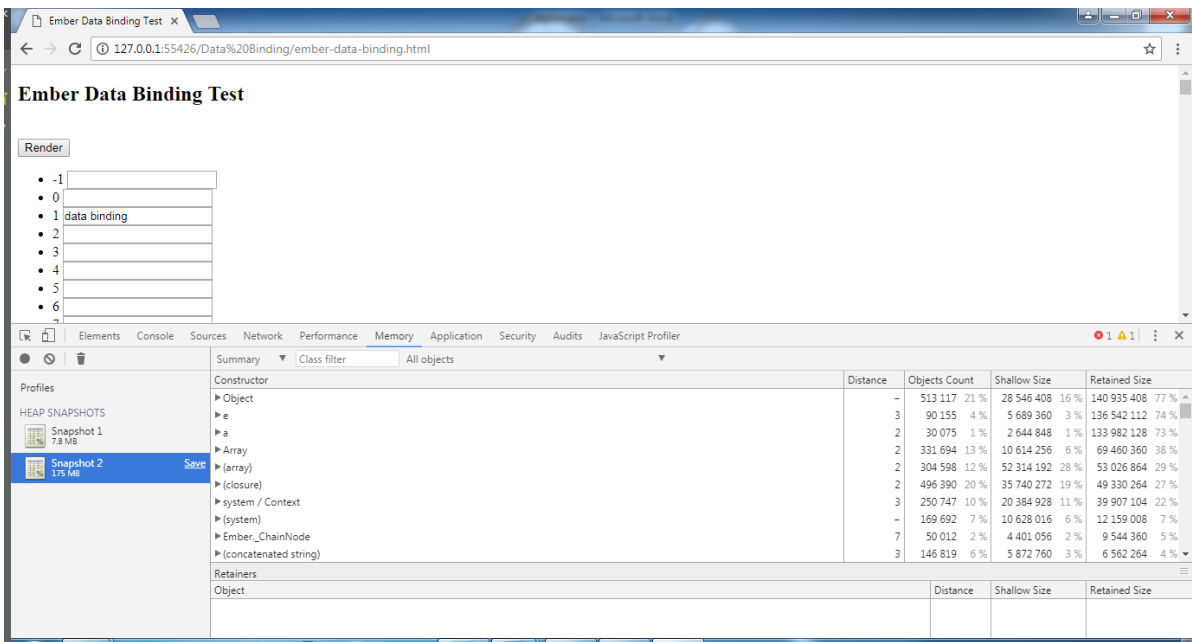 Ember Data Binding Test
127.0.0.1:55426/Data%20Binding/ember-data-binding.html
Ember Data Binding Test
Render
-1
0
1 data binding
2
3
4
5
6
Elements Console Sources Network Performance Memory Application Security Audits JavaScript Profiler 1 1
Summary Class filter All objects
Profiles
HEAP SNAPSHOTS
Snapshot 1
7.8 MB
Snapshot 2 Save
175 MB
Constructor Distance Objects Count Shallow Size Retained Size
Object – 513 117 21 % 28 546 408 16 % 140 935 408 77 %
e 3 90 155 4 % 5 689 360 3 % 136 542 112 74 %
a 2 30 075 1 % 2 644 848 1 % 133 982 128 73 %
Array 2 331 694 13 % 10 614 256 6 % 69 460 360 38 %
(array) 2 304 598 12 % 52 314 192 28 % 53 026 864 29 %
(closure) 2 496 390 20 % 35 740 272 19 % 49 330 264 27 %
system / Context 3 250 747 10 % 20 384 928 11 % 39 907 104 22 %
(system) – 169 692 7 % 10 628 016 6 % 12 159 008 7 %
Ember._ChainNode 7 50 012 2 % 4 401 056 2 % 9 544 360 5 %
(concatenated string) 3 146 819 6 % 5 872 760 3 % 6 562 264 4 %
Retainers
Object Distance Shallow Size Retained Size